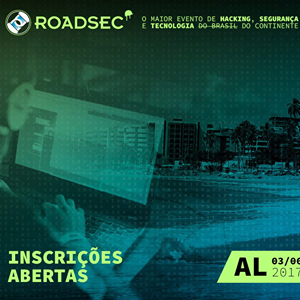 ROADSEC
O MAIOR EVENTO DE HACKING, SEGURANÇA
E TECNOLOGIA DO BRASIL DO CONTINENTE
INSCRIÇÕES
ABERTAS
AL
03/06
2017